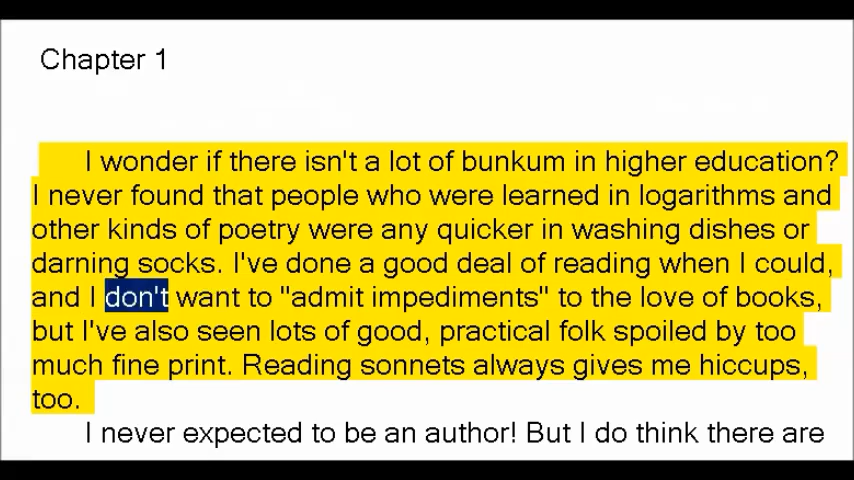 Chapter 1
I wonder if there isn't a lot of bunkum in higher education?
I never found that people who were learned in logarithms and
other kinds of poetry were any quicker in washing dishes or
darning socks. I've done a good deal of reading when I could,
and I don't want to "admit impediments" to the love of books,
but I've also seen lots of good, practical folk spoiled by too
much fine print. Reading sonnets always gives me hiccups,
too.
I never expected to be an author! But I do think there are